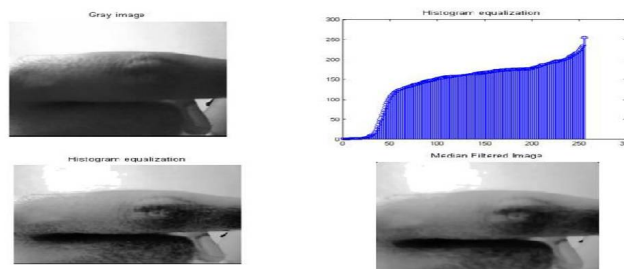 Gray image
Histogram equalization
300
250
200
150
100
50
0
0 50 100 150 200 250
Histogram equalization
Median Filtered Image